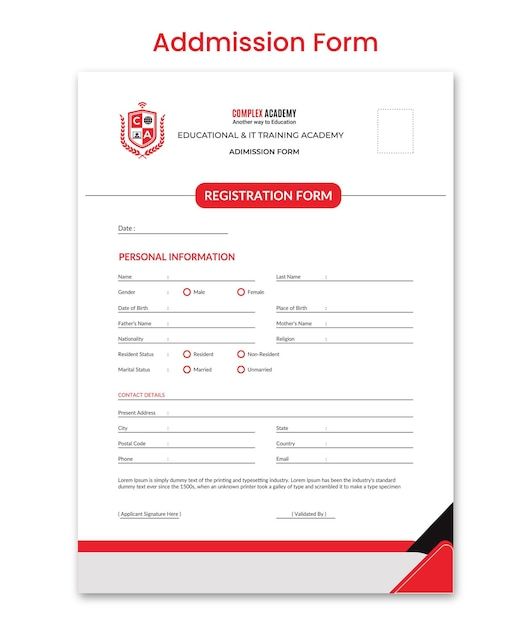 Addmission Form
COMPLEX ACADEMY
Another way to Education
EDUCATIONAL & IT TRAINING ACADEMY
ADIMISSION FORM
C
A
REGISTRATION FORM
Date :
PERSONAL INFORMATION
Name : Last Name :
Gender : Male Female
Date of Birth : Place of Birth :
Father's Name : Mother's Name :
Nationality : Religion :
Resident Status : Resident Non-Resident
Marital Status : Married Unmarried
CONTACT DETAILS
Present Address :
City : State :
Postal Code : Country :
Phone : Email :
Lorem Ipsum is simply dummy text of the printing and typesetting industry. Lorem Ipsum has been the industry's standard
dummy text ever since the 1500s, when an unknown printer took a galley of type and scrambled it to make a type specimen
( Applicant Signature Here ) ( Validated By )